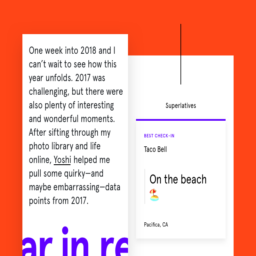 One week into 2018 and I
can't wait to see how this
year unfolds. 2017 was
challenging, but there were
also plenty of interesting
and wonderful moments.
After sifting through my
photo library and life
online, Yoshi helped me
pull some quirky—and
maybe embarrassing—data
points from 2017.
ar in re
Superlatives
BEST CHECK-IN
Taco Bell
On the beach
🏖
Pacifica, CA